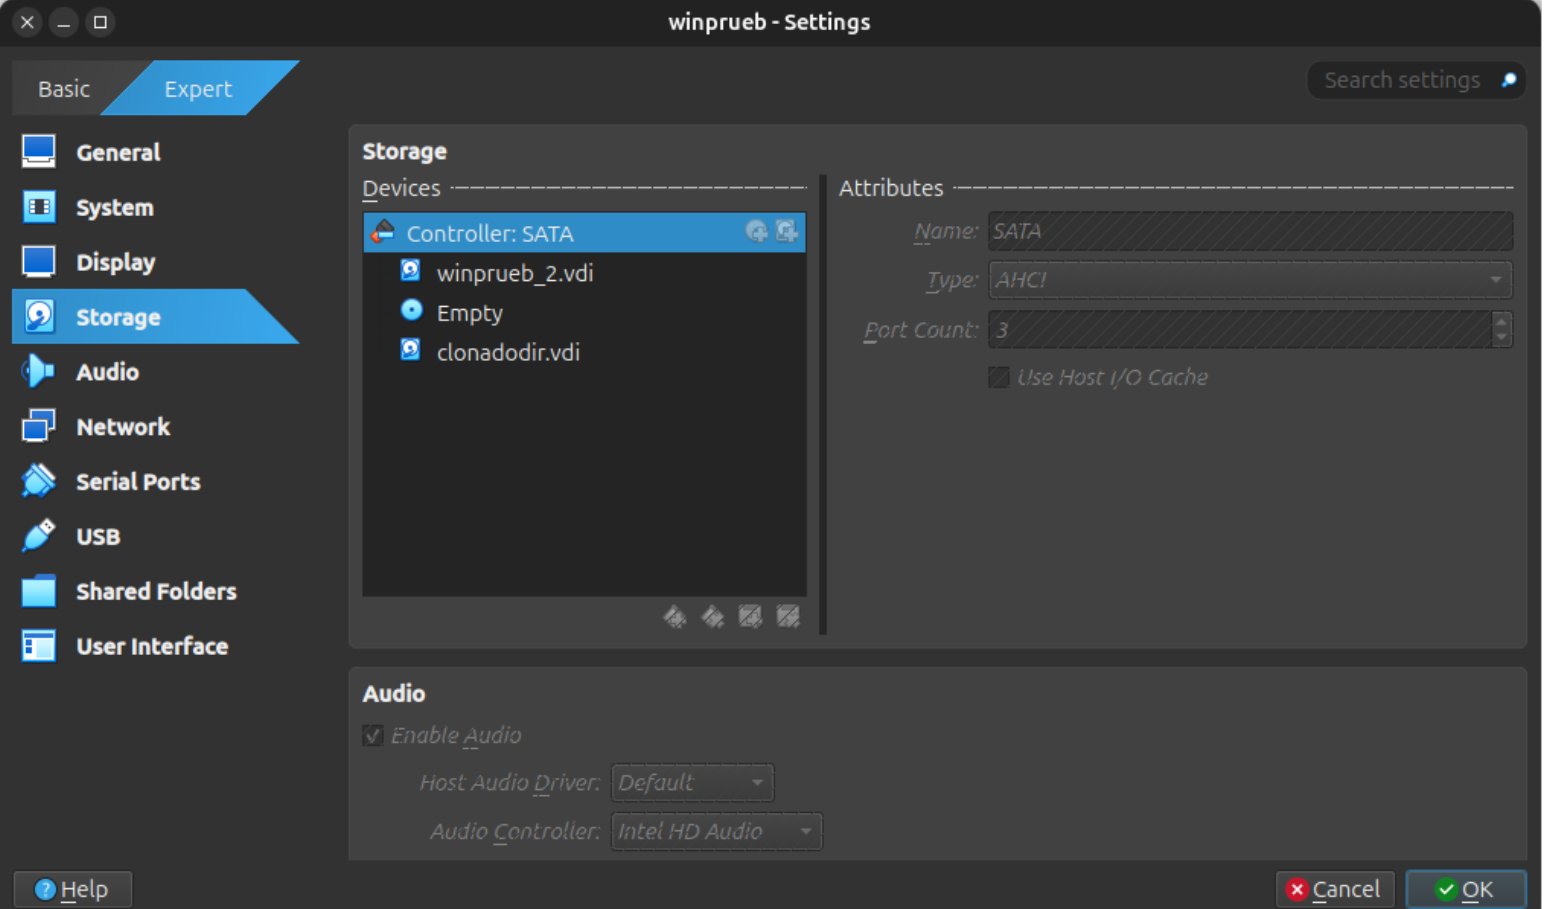 winprueb - Settings
Basic
Expert
Search settings
General
System
Display
Storage
Audio
Network
Serial Ports
USB
Shared Folders
User Interface
Storage
Devices
Controller: SATA
winprueb_2.vdi
Empty
clonadodir.vdi
Attributes
Name: SATA
Type: AHCI
Port Count: 3
Use Host I/O Cache
Audio
Enable Audio
Host Audio Driver: Default
Audio Controller: Intel HD Audio
Help
Cancel
OK